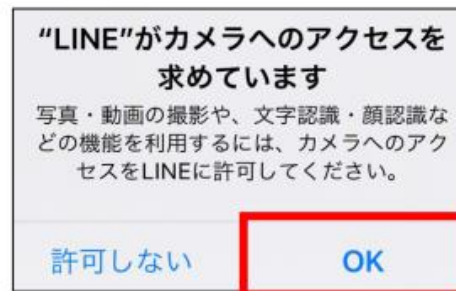 “LINE”がカメラへのアクセスを
求めています
写真・動画の撮影や、文字認識・顔認識な
どの機能を利用するには、カメラへのアク
セスをLINEに許可してください。
許可しない
OK